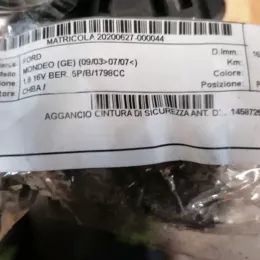 MATRICOLA 20200627-000044
FORD D.Imm.
MONDEO (GE) (09/03>07/07<) Km:
1.8 16V BER. 5P/B/1798CC Colore:
CHBA / Posizione:
AGGANCIO CINTURA DI SICUREZZA ANT. D